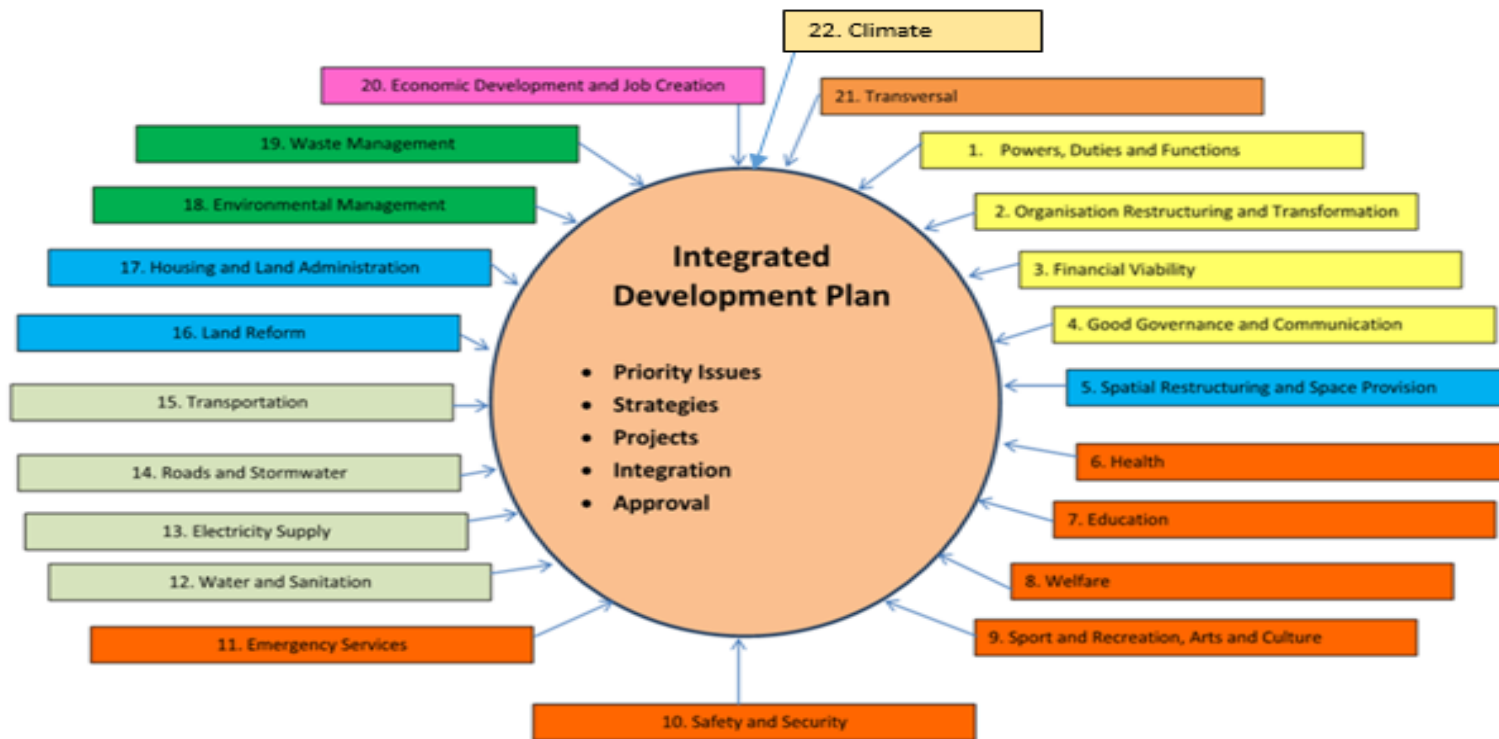 22. Climate
20. Economic Development and Job Creation
21. Transversal
19. Waste Management
1. Powers, Duties and Functions
18. Environmental Management
2. Organisation Restructuring and Transformation
17. Housing and Land Administration
3. Financial Viability
16. Land Reform
4. Good Governance and Communication
15. Transportation
5. Spatial Restructuring and Space Provision
14. Roads and Stormwater
6. Health
13. Electricity Supply
7. Education
12. Water and Sanitation
8. Welfare
11. Emergency Services
9. Sport and Recreation, Arts and Culture
10. Safety and Security
Integrated
Development Plan
• Priority Issues
• Strategies
• Projects
• Integration
• Approval